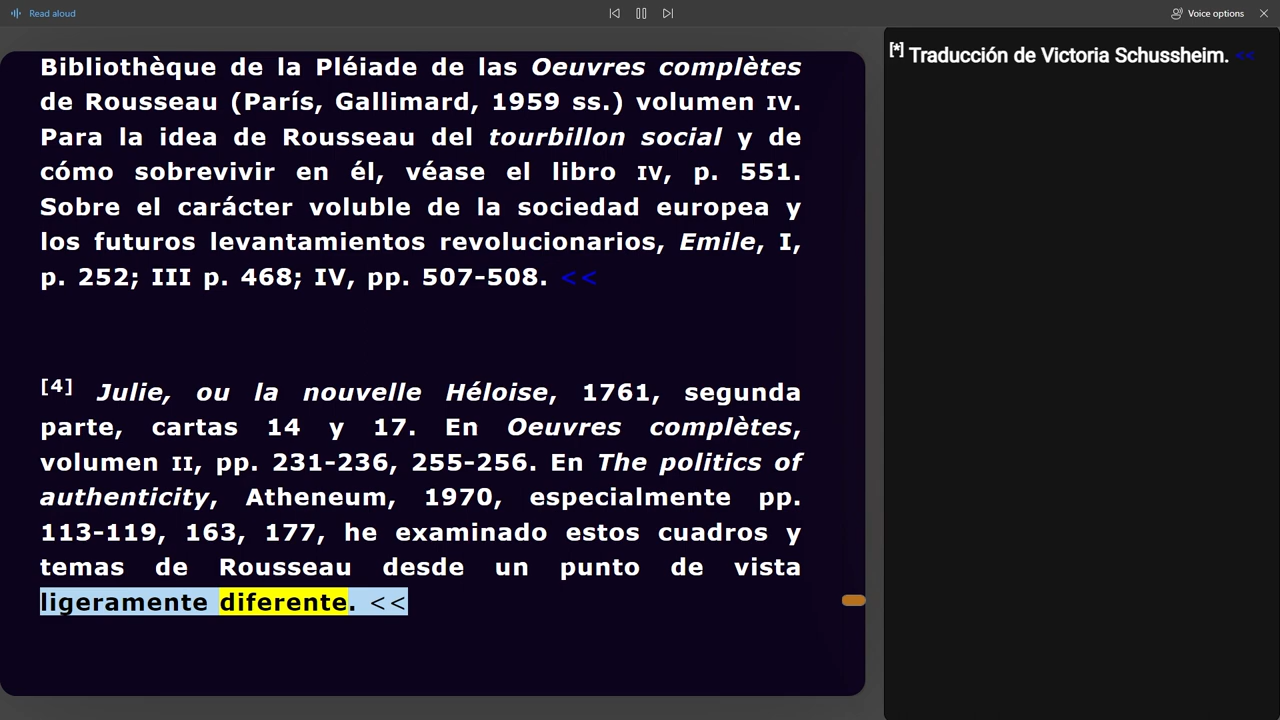 Read aloud
Voice options
Bibliothèque de la Pléiade de las Oeuvres complètes
de Rousseau (París, Gallimard, 1959 ss.) volumen IV.
Para la idea de Rousseau del tourbillon social y de
cómo sobrevivir en él, véase el libro IV, p. 551.
Sobre el carácter voluble de la sociedad europea y
los futuros levantamientos revolucionarios, Emile, I,
p. 252; III p. 468; IV, pp. 507-508. <<
[4] Julie, ou la nouvelle Héloise, 1761, segunda
parte, cartas 14 y 17. En Oeuvres complètes,
volumen II, pp. 231-236, 255-256. En The politics of
authenticity, Atheneum, 1970, especialmente pp.
113-119, 163, 177, he examinado estos cuadros y
temas de Rousseau desde un punto de vista
ligeramente diferente. <<
[*] Traducción de Victoria Schussheim. <<